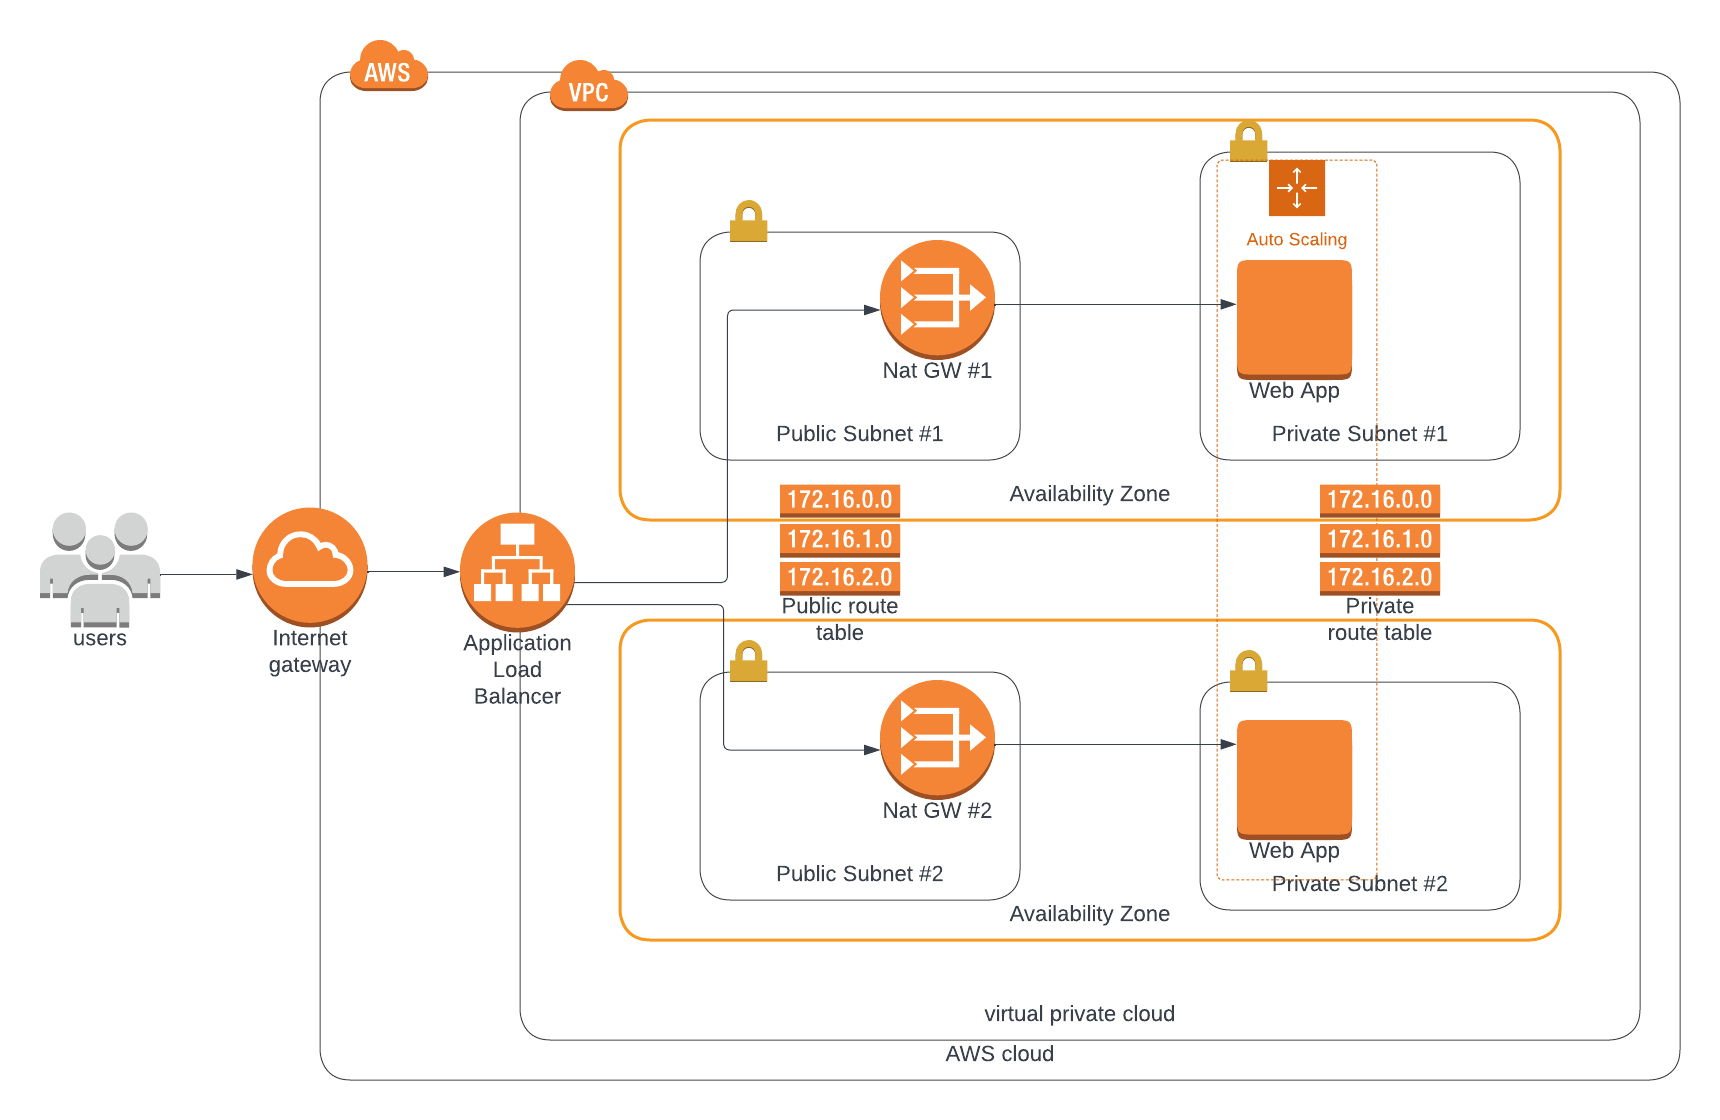 AWS
VPC
Auto Scaling
Nat GW #1
Web App
Public Subnet #1
Private Subnet #1
Availability Zone
172.16.0.0
172.16.1.0
172.16.2.0
Public route
table
172.16.0.0
172.16.1.0
172.16.2.0
Private
route table
users
Internet
gateway
Application
Load
Balancer
Nat GW #2
Web App
Public Subnet #2
Private Subnet #2
Availability Zone
virtual private cloud
AWS cloud